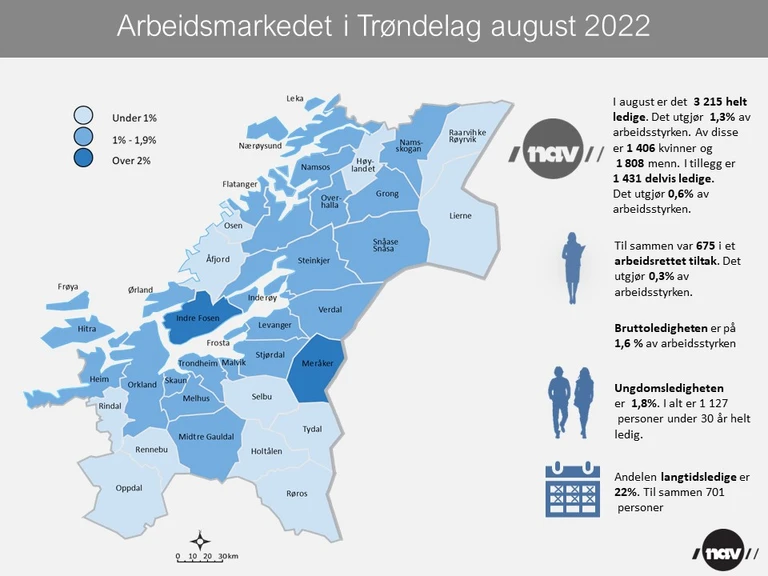 Arbeidsmarkedet i Trøndelag august 2022
Under 1%
1% - 1,9%
Over 2%
Leka
Nærøysund
Nams-
skogan
Raarvihke
Røyrvik
Høy-
landet
Namsos
Flatanger
Over-
halla
Grong
Lierne
Osen
Snåase
Snåsa
Åfjord
Steinkjer
Frøya
Ørland
Inderøy
Indre Fosen
Verdal
Hitra
Levanger
Frosta
Stjørdal
Trondheim
Malvik
Meråker
Heim
Orkland
Skaun
Melhus
Selbu
Rindal
Tydal
Midtre Gauldal
Rennebu
Holtålen
Oppdal
Røros
0 10 20 30km
nav
I august er det 3 215 helt
ledige. Det utgjør 1,3% av
arbeidsstyrken. Av disse
er 1 406 kvinner og
1 808 menn. I tillegg er
1 431 delvis ledige.
Det utgjør 0,6% av
arbeidsstyrken.
Til sammen var 675 i et
arbeidsrettet tiltak. Det
utgjør 0,3% av
arbeidsstyrken.
Bruttoledigheten er på
1,6 % av arbeidsstyrken
Ungdomsledigheten
er 1,8%. I alt er 1 127
personer under 30 år helt
ledig.
Andelen langtidsledige er
22%. Til sammen 701
personer
nav